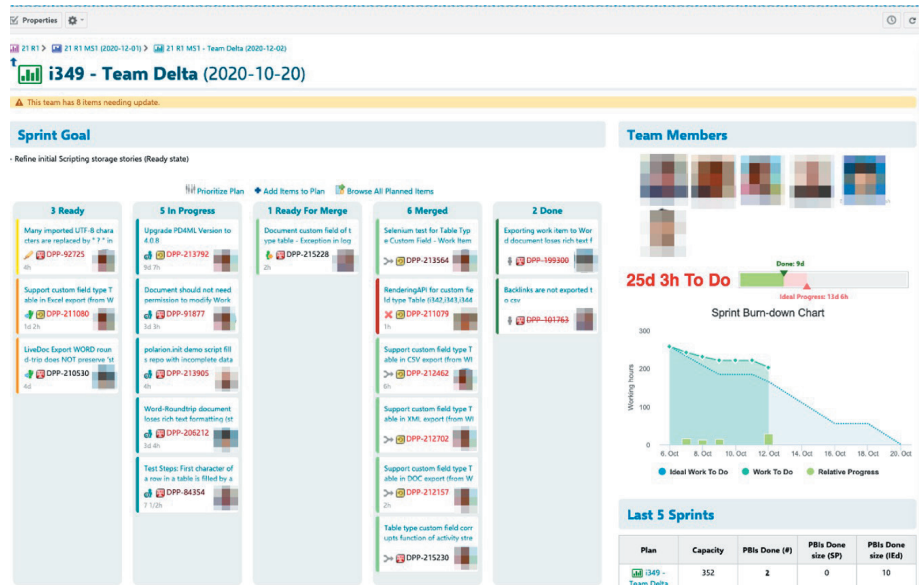 Properties
21 R1 > 21 R1 MS1 (2020-12-01) > 21 R1 MS1 - Team Delta (2020-12-02)
i349 - Team Delta (2020-10-20)
This team has 8 items needing update.
Sprint Goal
- Refine initial Scripting storage stories (Ready state)
Prioritize Plan Add Items to Plan Browse All Planned Items
3 Ready
Many imported UTF-8 chara
cters are replaced by " ? " in
DPP-92725
4h
Support custom field type T
able in Excel export (from W
DPP-211080
1d 2h
LiveDoc Export WORD roun
d-trip does NOT preserve 'st
DPP-210530
4d
5 In Progress
Upgrade PD4ML Version to
4.0.8
DPP-213792
9d 7h
Document should not need
permission to modify Work
DPP-91877
3d 3h
polarion.init demo script fill
s repo with incomplete data
DPP-213905
4h
Word-Roundtrip document
loses rich text formatting (st
DPP-206212
3d 4h
Test Steps: First character of
a row in a table is filled by a
DPP-84354
7 1/2h
1 Ready For Merge
Document custom field of t
ype table - Exception in log
DPP-215228
2h
6 Merged
Selenium test for Table Typ
e Custom Field - Work Item
DPP-213564
RenderingAPI for custom fie
ld type Table (i342,i343,i344
DPP-211079
1h
Support custom field type T
able in CSV export (from WI
DPP-212462
6h
Support custom field type T
able in XML export (from WI
DPP-212702
Support custom field type T
able in DOC export (from W
DPP-212157
2h
Table type custom field corr
upts function of activity stre
DPP-215230
2 Done
Exporting work item to Wor
d document loses rich text f
DPP-199300
Backlinks are not exported t
o csv
DPP-101763
Team Members
25d 3h To Do
Done: 9d
Ideal Progress: 13d 6h
Sprint Burn-down Chart
Working hours
300
200
100
0
6. Oct 8. Oct 10. Oct 12. Oct 14. Oct 16. Oct 18. Oct 20. Oct
Ideal Work To Do Work To Do Relative Progress
Last 5 Sprints
Plan Capacity PBIs Done (#) PBIs Done size (SP) PBIs Done size (IEd)
i349 - Team Delta 352 2 0 10